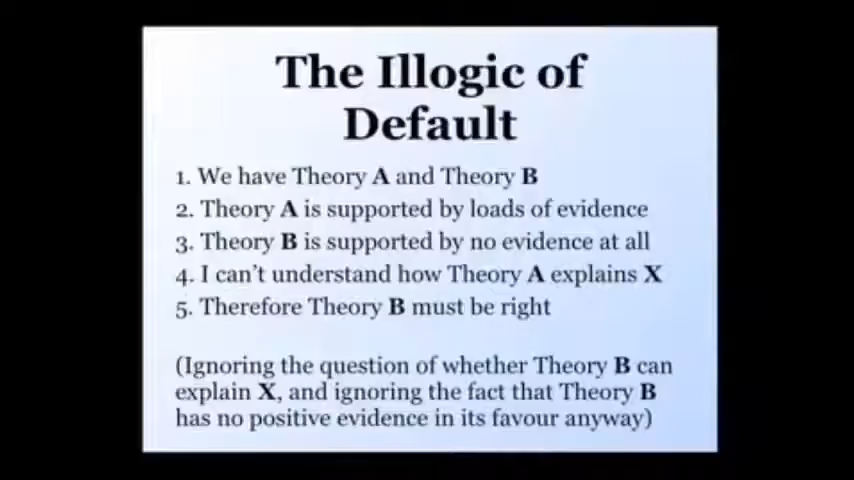 The Illogic of
Default
1. We have Theory A and Theory B
2. Theory A is supported by loads of evidence
3. Theory B is supported by no evidence at all
4. I can't understand how Theory A explains X
5. Therefore Theory B must be right
(Ignoring the question of whether Theory B can
explain X, and ignoring the fact that Theory B
has no positive evidence in its favour anyway)